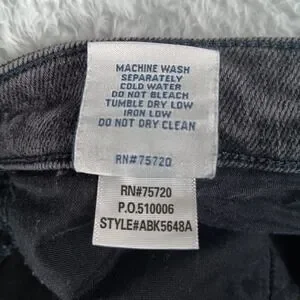 MACHINE WASH
SEPARATELY
COLD WATER
DO NOT BLEACH
TUMBLE DRY LOW
IRON LOW
DO NOT DRY CLEAN
RN#75720
RN#75720
P.O.510006
STYLE#ABK5648A